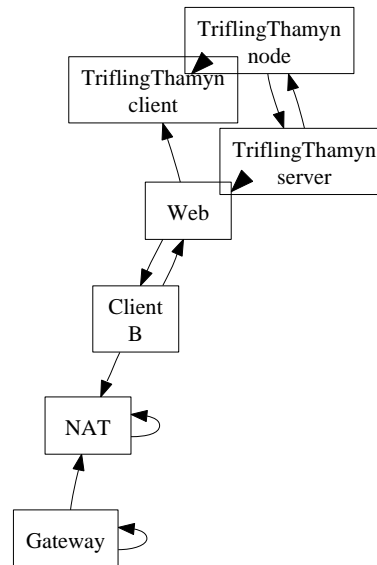 TriflingThamyn
node
TriflingThamyn
client
TriflingThamyn
server
Web
Client
B
NAT
Gateway